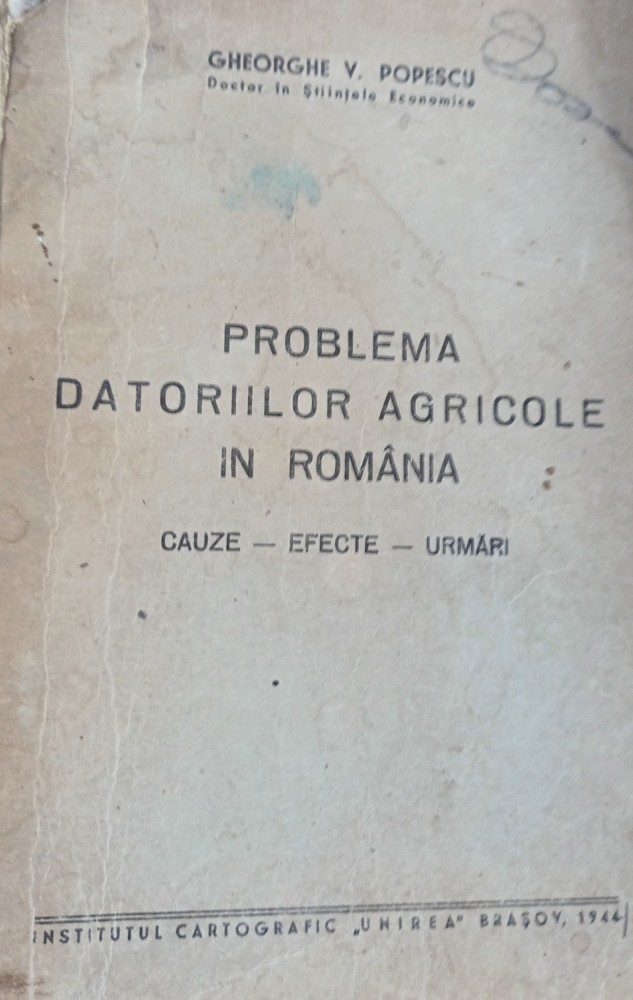 GHEORGHE V. POPESCU
Doctor în Științele Economice
PROBLEMA
DATORIILOR AGRICOLE
IN ROMÂNIA
CAUZE — EFECTE — URMĂRI
INSTITUTUL CARTOGRAFIC „UNIREA" BRAȘOV, 1944